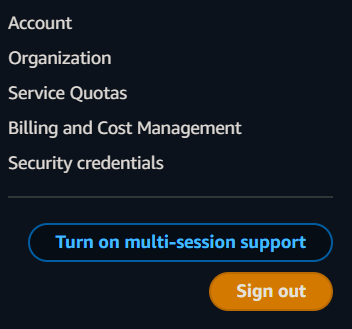 Account
Organization
Service Quotas
Billing and Cost Management
Security credentials
Turn on multi-session support
Sign out